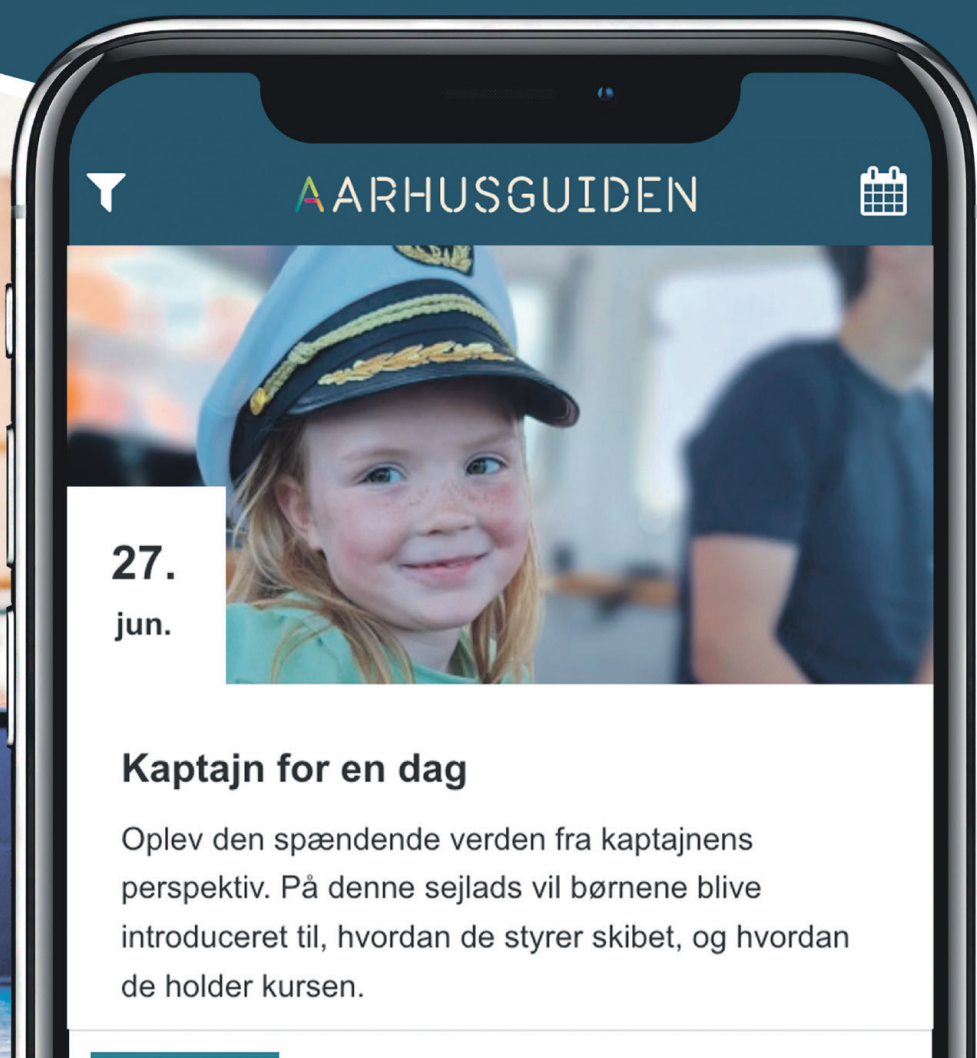 AARHUSGUIDEN
27.
jun.
Kaptajn for en dag
Oplev den spændende verden fra kaptajnens
perspektiv. På denne sejlads vil børnene blive
introduceret til, hvordan de styrer skibet, og hvordan
de holder kursen.